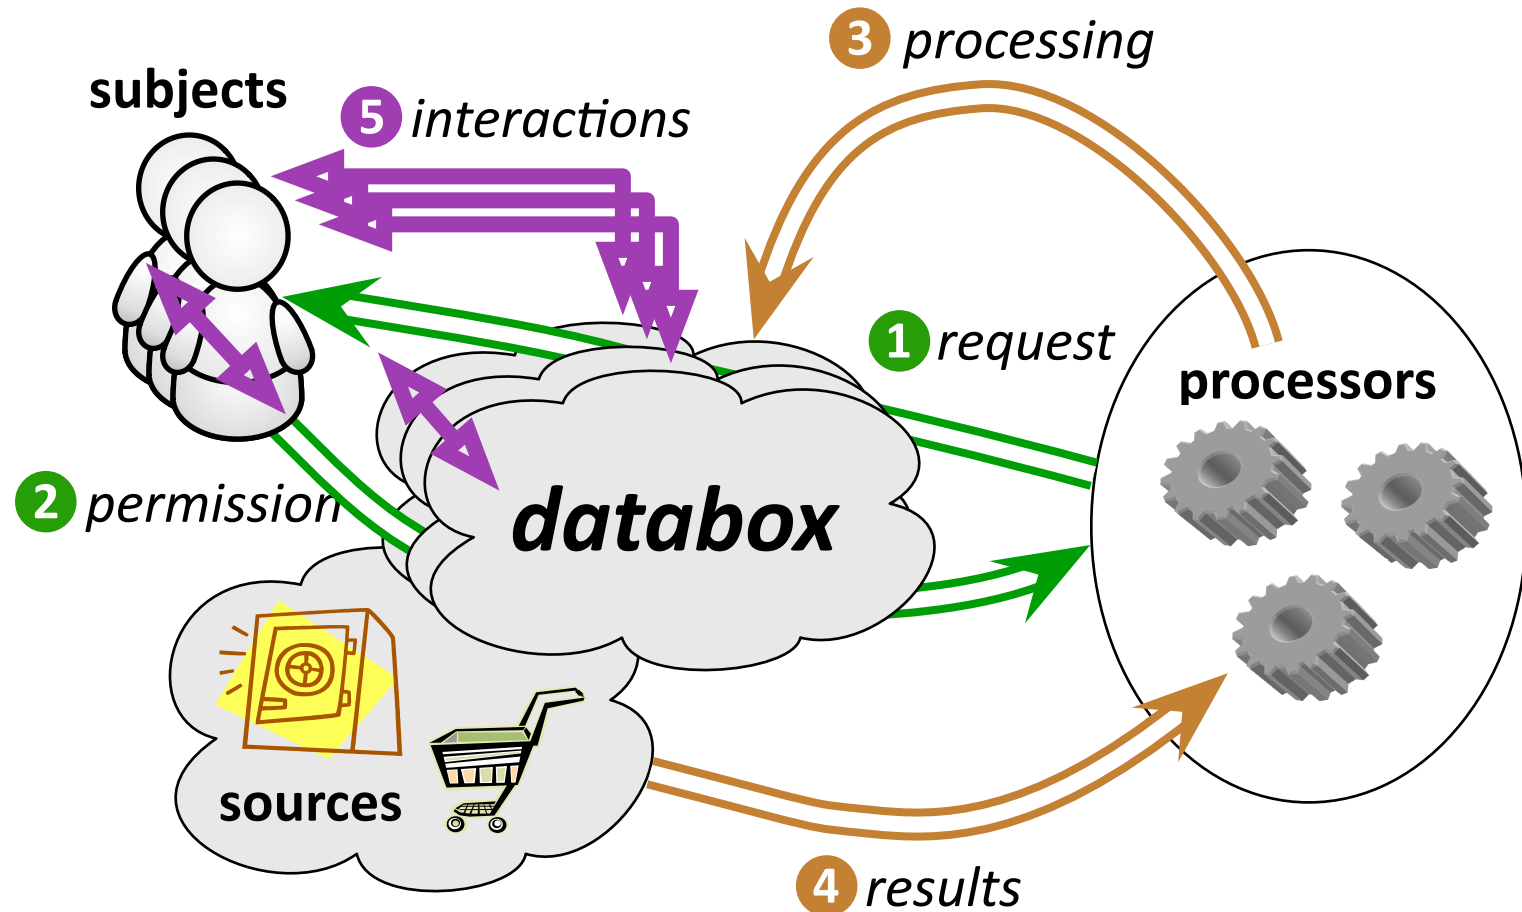 3 processing
subjects
5 interactions
1 request
processors
2 permission
databox
sources
4 results